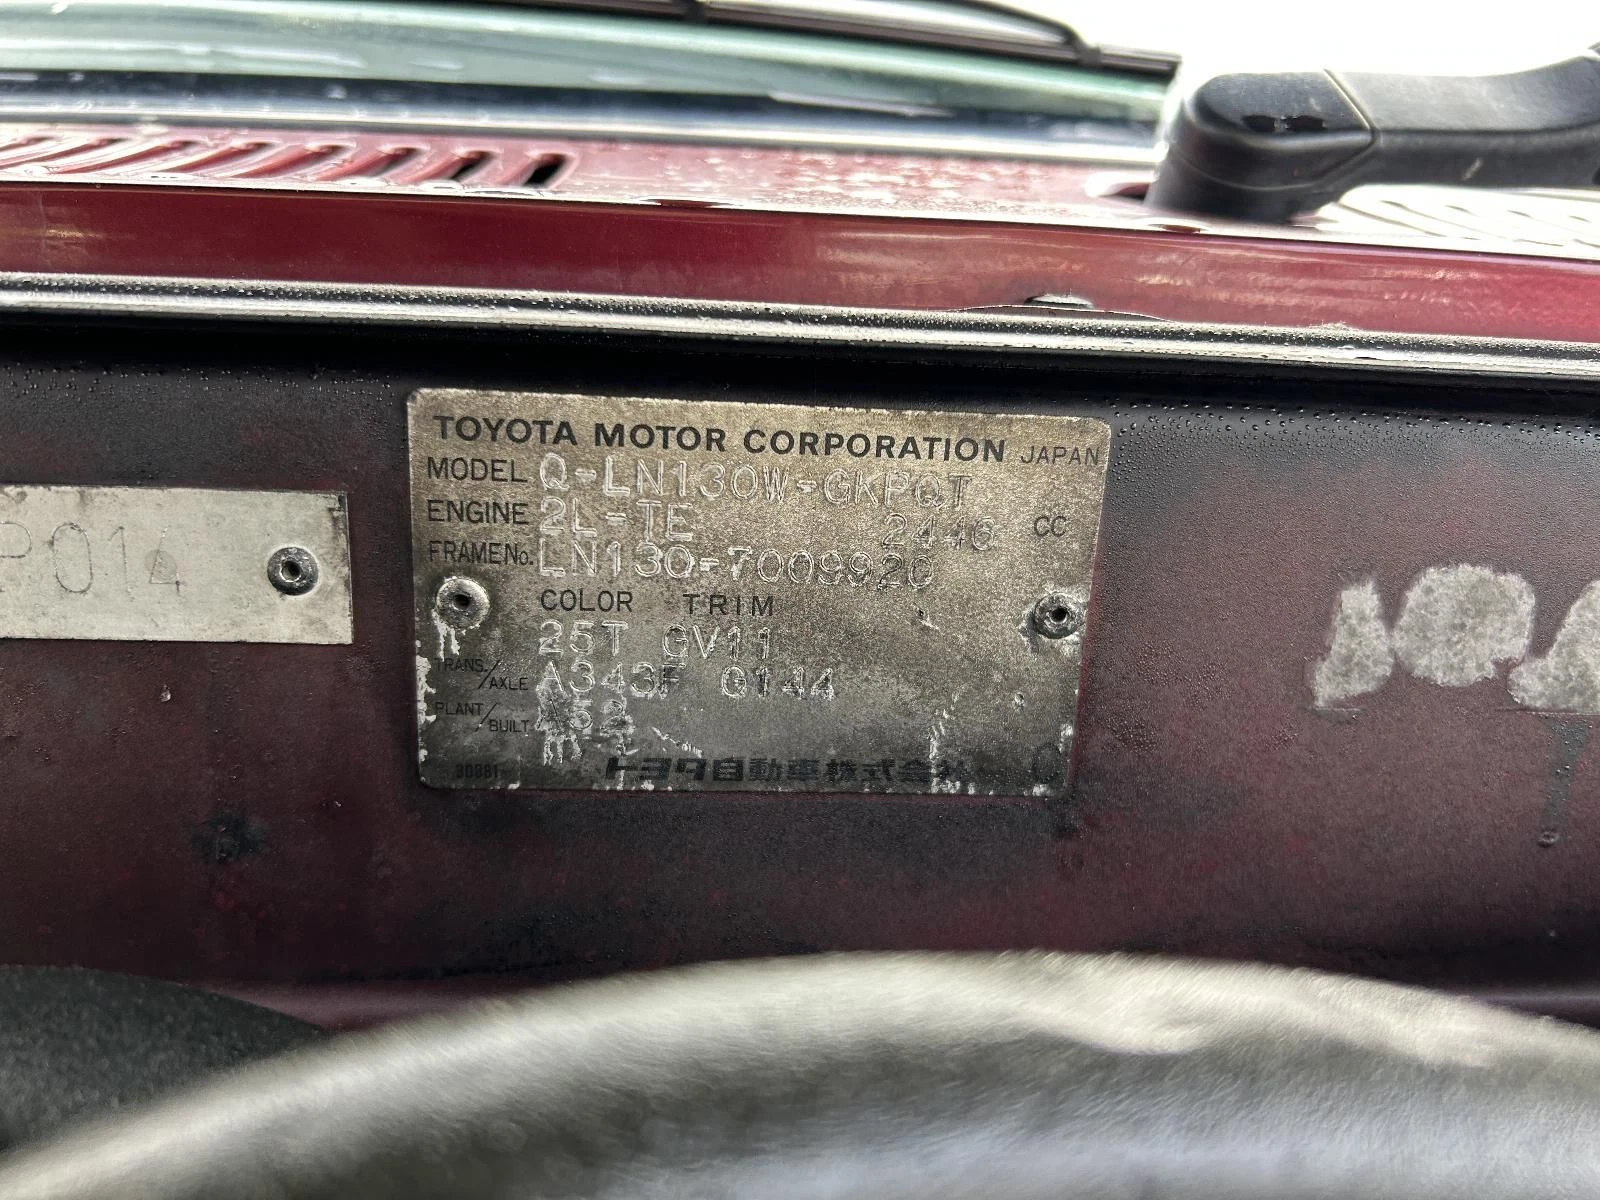 TOYOTA MOTOR CORPORATION JAPAN
MODEL Q-LN130W-GKPQT
ENGINE 2L-TE 2446 CC
FRAME No. LN130-7009920
COLOR TRIM
25T GV11
TRANS./AXLE A343F G144
PLANT/BUILT A52
トヨタ自動車株式会社
P014